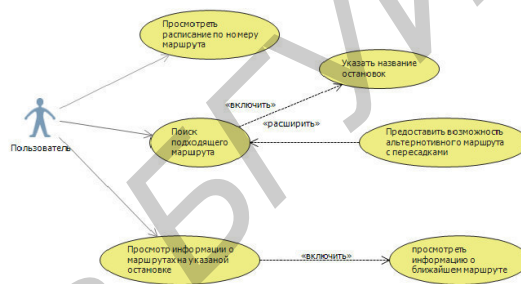 Просмотреть
расписание по номеру
маршрута
Указать название
остановок
«включить»
«расширить»
Пользователь
Поиск
подходящего
маршрута
Предоставить возможность
альтернотивного маршрута
с пересадками
Просмотр информации о
маршрутах на указаной
остановке
«включить»
просмотреть
информацию о
ближайшем маршруте